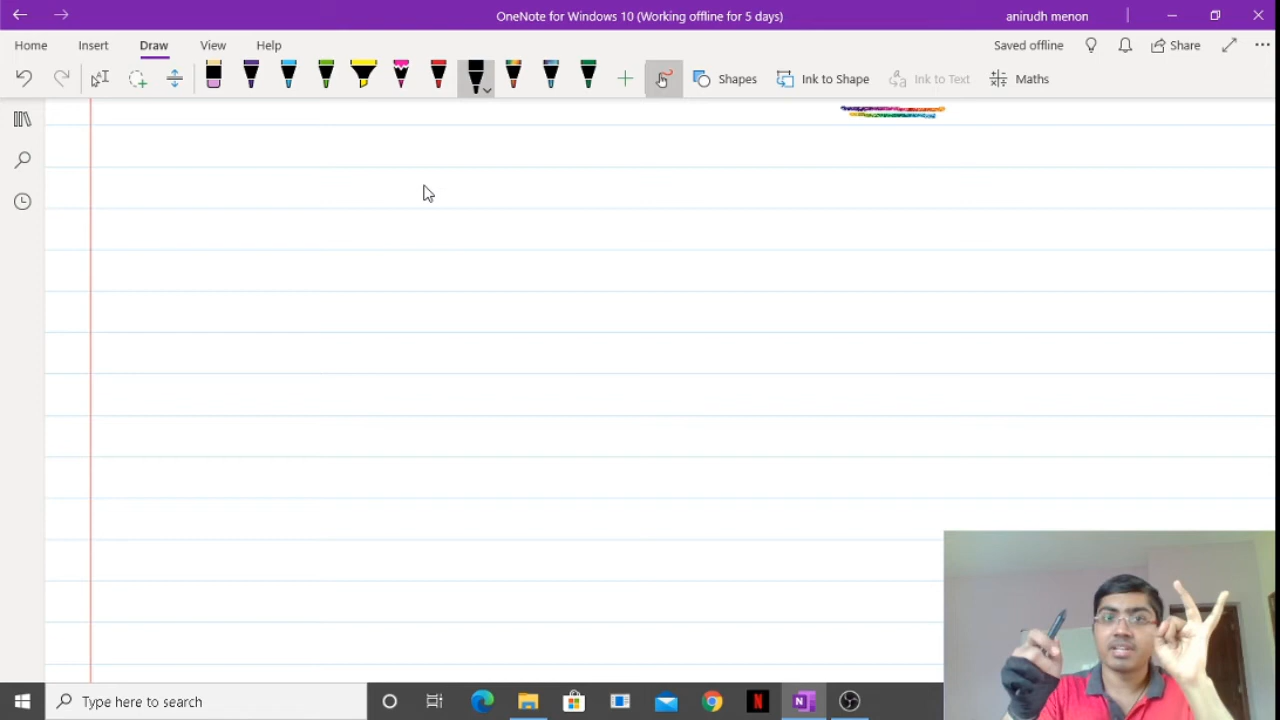 OneNote for Windows 10 (Working offline for 5 days)
anirudh menon
Home Insert Draw View Help
Saved offline Share
Shapes Ink to Shape Ink to Text Maths
Type here to search